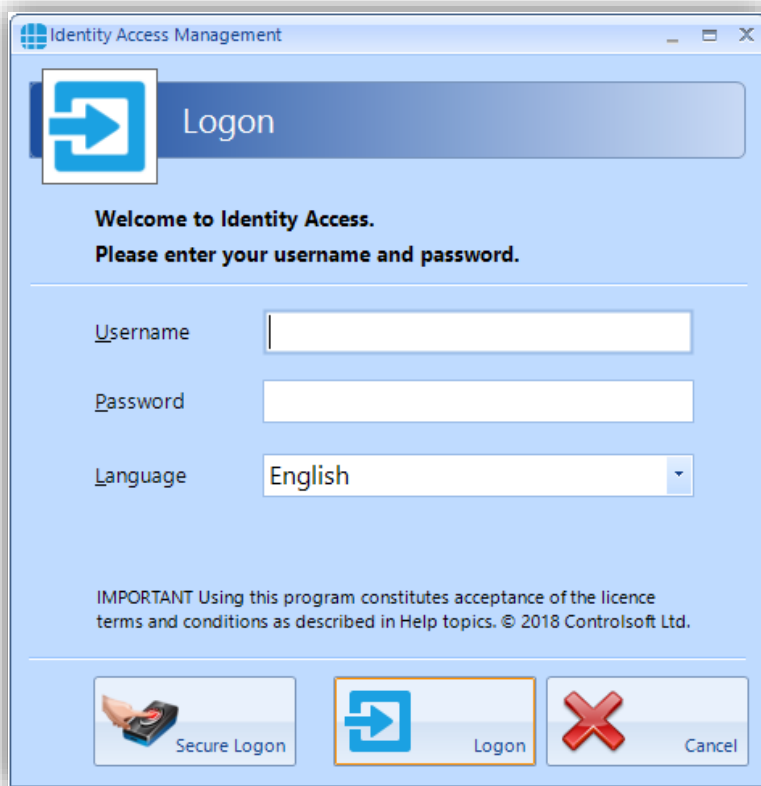 Identity Access Management
Logon
Welcome to Identity Access.
Please enter your username and password.
Username
Password
Language English
IMPORTANT Using this program constitutes acceptance of the licence
terms and conditions as described in Help topics. © 2018 Controlsoft Ltd.
Secure Logon Logon Cancel